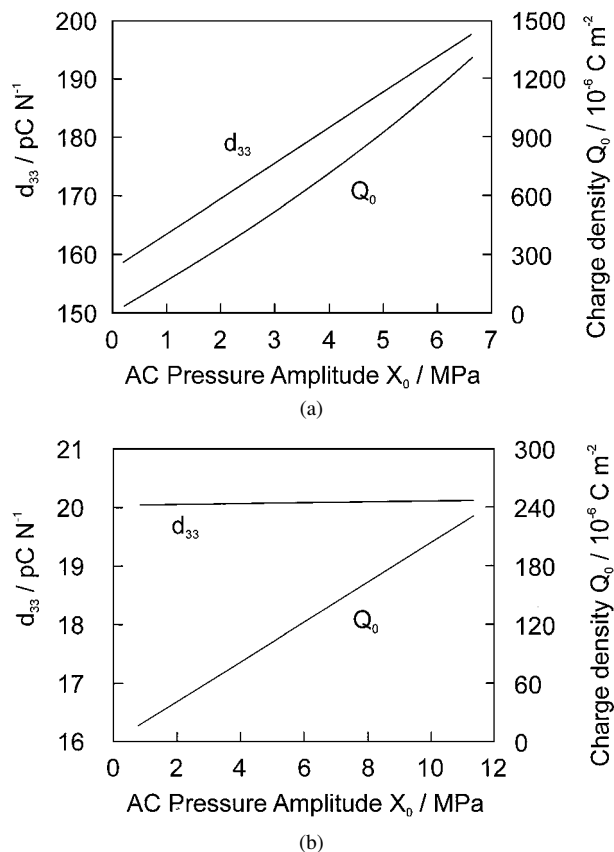 200
190
180
170
160
150
d₃₃ / pC N⁻¹
1500
1200
900
600
300
0
Charge density Q₀ / 10⁻⁶ C m⁻²
d₃₃
Q₀
0 1 2 3 4 5 6 7
AC Pressure Amplitude X₀ / MPa
(a)
21
20
19
18
17
16
d₃₃ / pC N⁻¹
300
240
180
120
60
0
Charge density Q₀ / 10⁻⁶ C m⁻²
d₃₃
Q₀
0 2 4 6 8 10 12
AC Pressure Amplitude X₀ / MPa
(b)